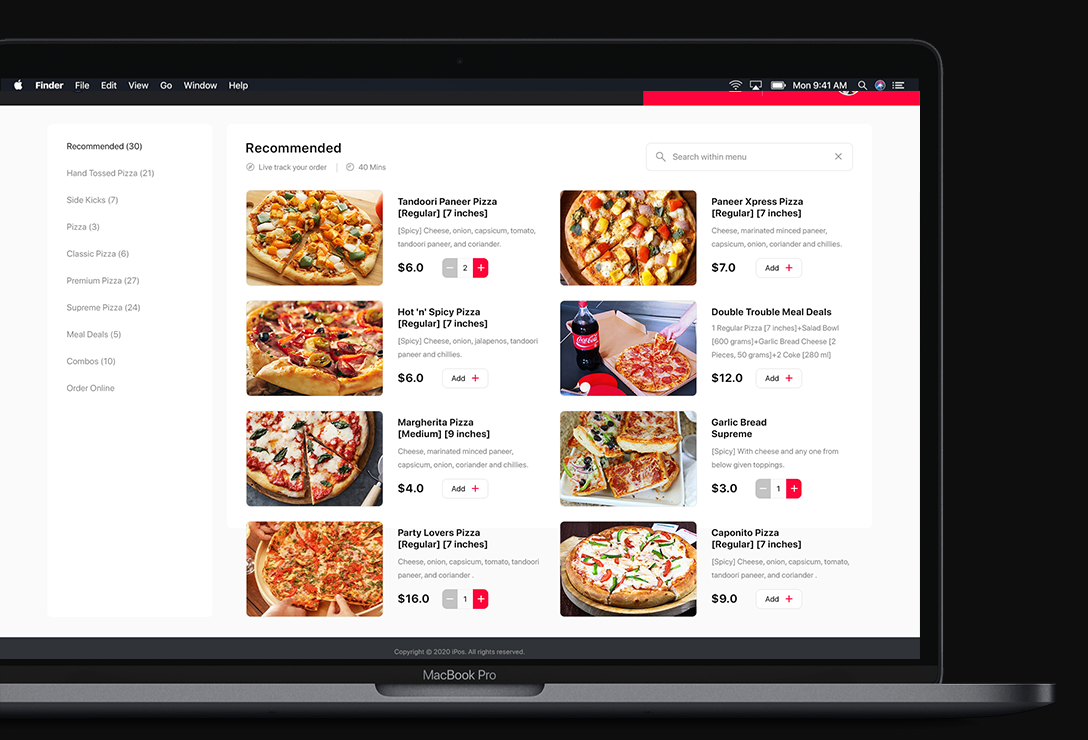 Finder File Edit View Go Window Help Mon 9:41 AM
Recommended (30)
Hand Tossed Pizza (21)
Side Kicks (7)
Pizza (3)
Classic Pizza (6)
Premium Pizza (27)
Supreme Pizza (24)
Meal Deals (5)
Combos (10)
Order Online
Recommended
Live track your order | 40 Mins
Search within menu
Tandoori Paneer Pizza
[Regular] [7 inches]
[Spicy] Cheese, onion, capsicum, tomato,
tandoori paneer, and coriander.
$6.0 2
Paneer Xpress Pizza
[Regular] [7 inches]
Cheese, marinated minced paneer,
capsicum, onion, coriander and chillies.
$7.0 Add
Hot 'n' Spicy Pizza
[Regular] [7 inches]
[Spicy] Cheese, onion, jalapenos, tandoori
paneer and chillies.
$6.0 Add
Coca-Cola
Double Trouble Meal Deals
1 Regular Pizza [7 inches]+Salad Bowl
[600 grams]+Garlic Bread Cheese [2
Pieces, 50 grams]+2 Coke [280 ml]
$12.0 Add
Margherita Pizza
[Medium] [9 inches]
Cheese, marinated minced paneer,
capsicum, onion, coriander and chillies.
$4.0 Add
Garlic Bread
Supreme
[Spicy] With cheese and any one from
below given toppings.
$3.0 1
Party Lovers Pizza
[Regular] [7 inches]
Cheese, onion, capsicum, tomato, tandoori
paneer, and coriander .
$16.0 1
Caponito Pizza
[Regular] [7 inches]
[Spicy] Cheese, onion, capsicum, tomato,
tandoori paneer, and coriander .
$9.0 Add
Copyright © 2020 iPos. All rights reserved.
MacBook Pro